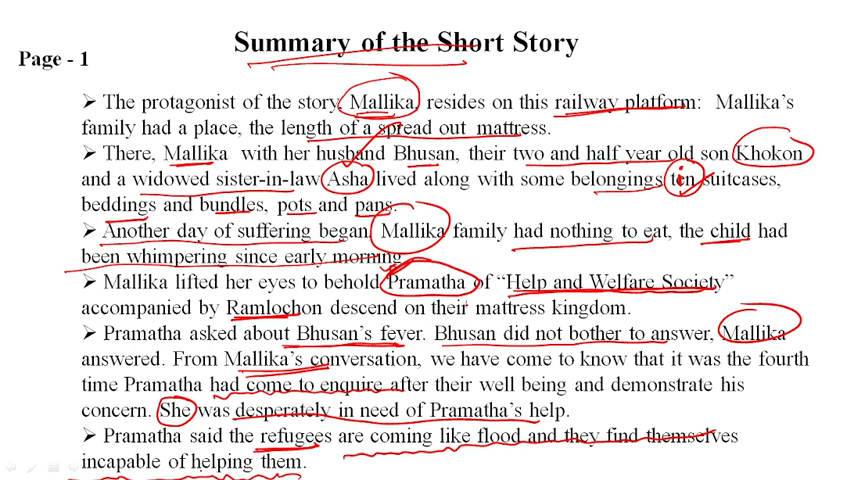 Summary of the Short Story
Page - 1
➢ The protagonist of the story, Mallika, resides on this railway platform: Mallika's
family had a place, the length of a spread out mattress.
➢ There, Mallika with her husband Bhusan, their two and half year old son Khokon
and a widowed sister-in-law Asha lived along with some belongings tin suitcases,
beddings and bundles, pots and pans.
➢ Another day of suffering began. Mallika family had nothing to eat, the child had
been whimpering since early morning.
➢ Mallika lifted her eyes to behold Pramatha of “Help and Welfare Society”
accompanied by Ramlochon descend on their mattress kingdom.
➢ Pramatha asked about Bhusan's fever. Bhusan did not bother to answer, Mallika
answered. From Mallika's conversation, we have come to know that it was the fourth
time Pramatha had come to enquire after their well being and demonstrate his
concern. She was desperately in need of Pramatha's help.
➢ Pramatha said the refugees are coming like flood and they find themselves
incapable of helping them.